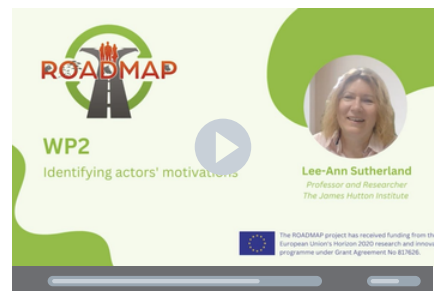 ROADMAP
WP2
Identifying actors' motivations
Lee-Ann Sutherland
Professor and Researcher
The James Hutton Institute
The ROADMAP project has received funding from the
European Union's Horizon 2020 research and innova
programme under Grant Agreement No 817626.